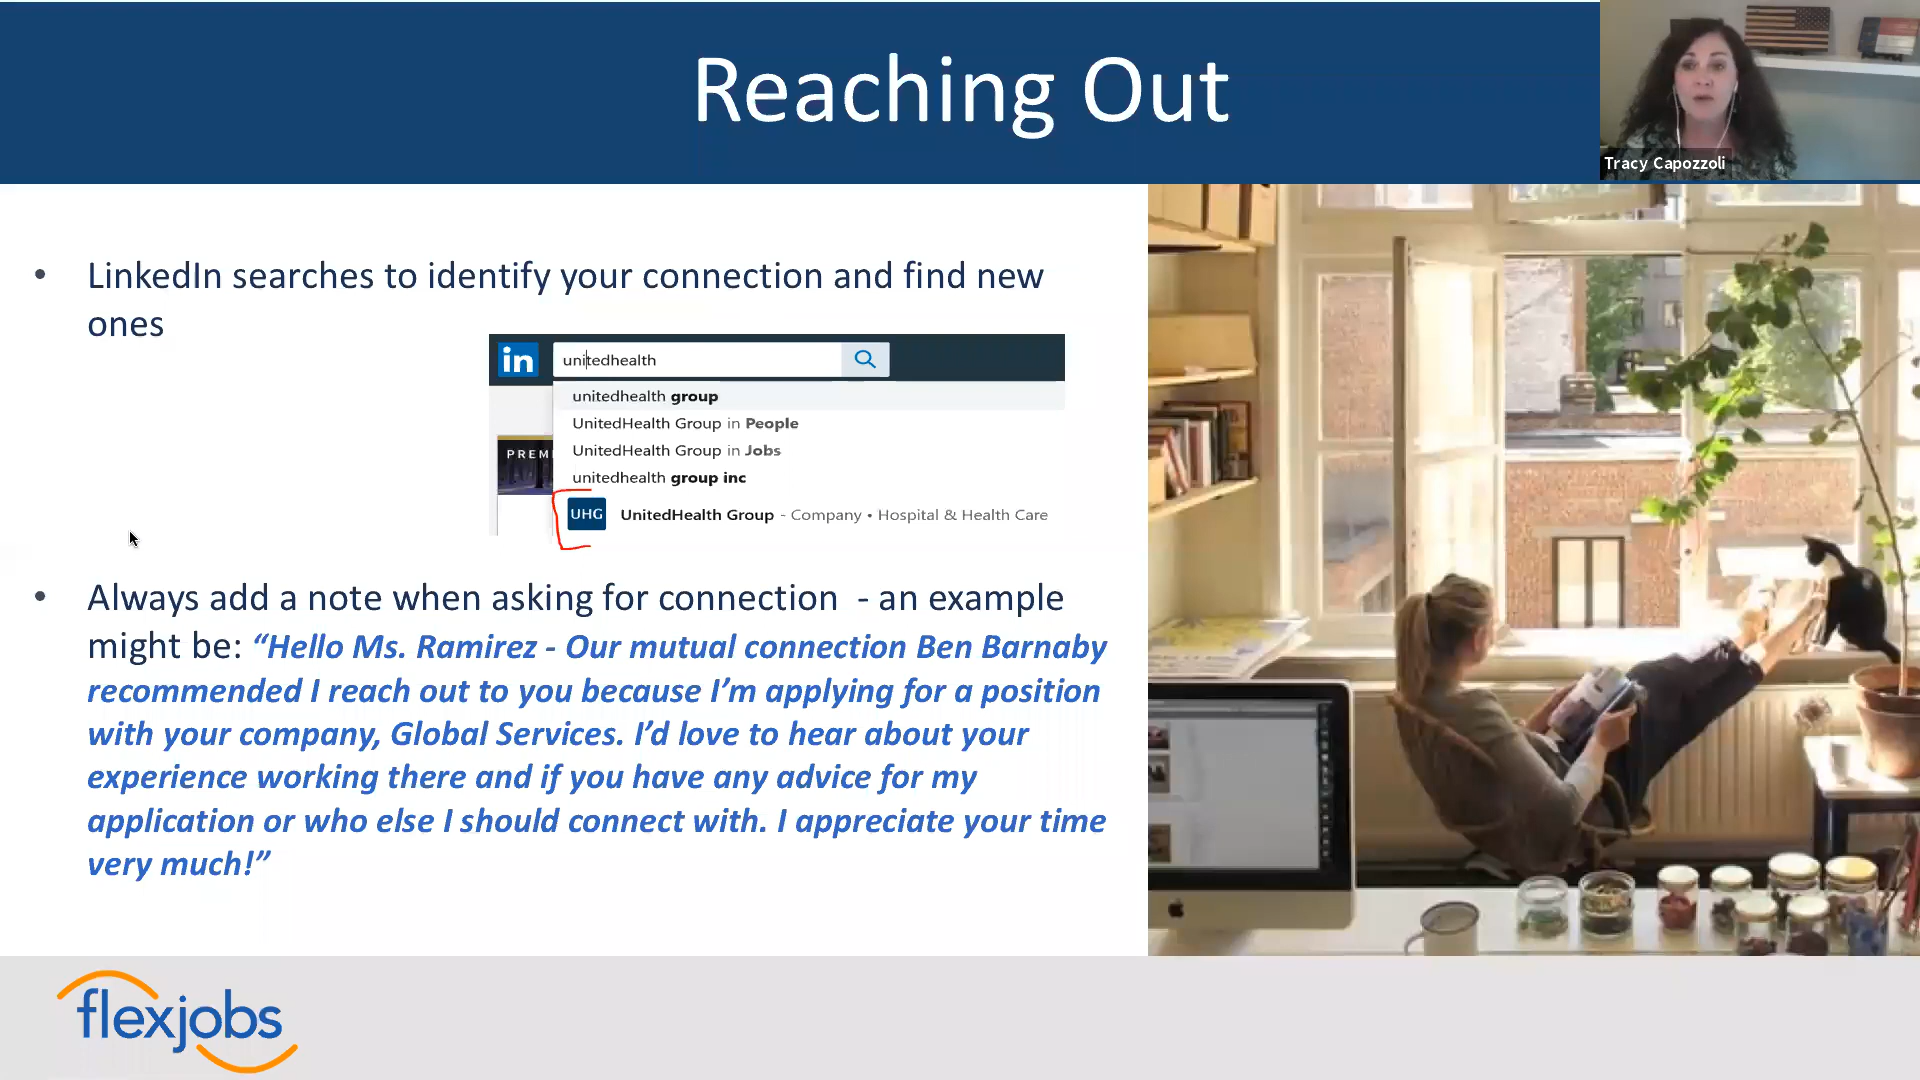 Reaching Out
Tracy Capozzoli
• LinkedIn searches to identify your connection and find new
ones
in unitedhealth
unitedhealth group
UnitedHealth Group in People
UnitedHealth Group in Jobs
PREM
unitedhealth group inc
UHG UnitedHealth Group - Company • Hospital & Health Care
• Always add a note when asking for connection - an example
might be: “Hello Ms. Ramirez - Our mutual connection Ben Barnaby
recommended I reach out to you because I’m applying for a position
with your company, Global Services. I’d love to hear about your
experience working there and if you have any advice for my
application or who else I should connect with. I appreciate your time
very much!”
flexjobs